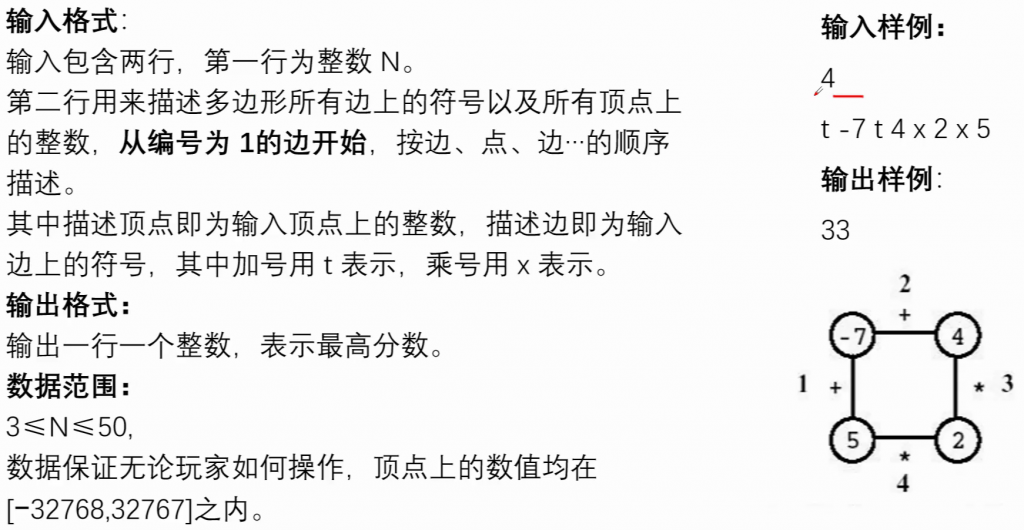 输入格式:
输入包含两行，第一行为整数 N。
第二行用来描述多边形所有边上的符号以及所有顶点上
的整数，从编号为 1的边开始，按边、点、边…的顺序
描述。
其中描述顶点即为输入顶点上的整数，描述边即为输入
边上的符号，其中加号用 t 表示，乘号用 x 表示。
输出格式：
输出一行一个整数，表示最高分数。
数据范围：
3≤N≤50,
数据保证无论玩家如何操作，顶点上的数值均在
[-32768,32767]之内。
输入样例：
4
t -7 t 4 x 2 x 5
输出样例:
33
2
+
-7
4
1
+
*
3
5
2
*
4